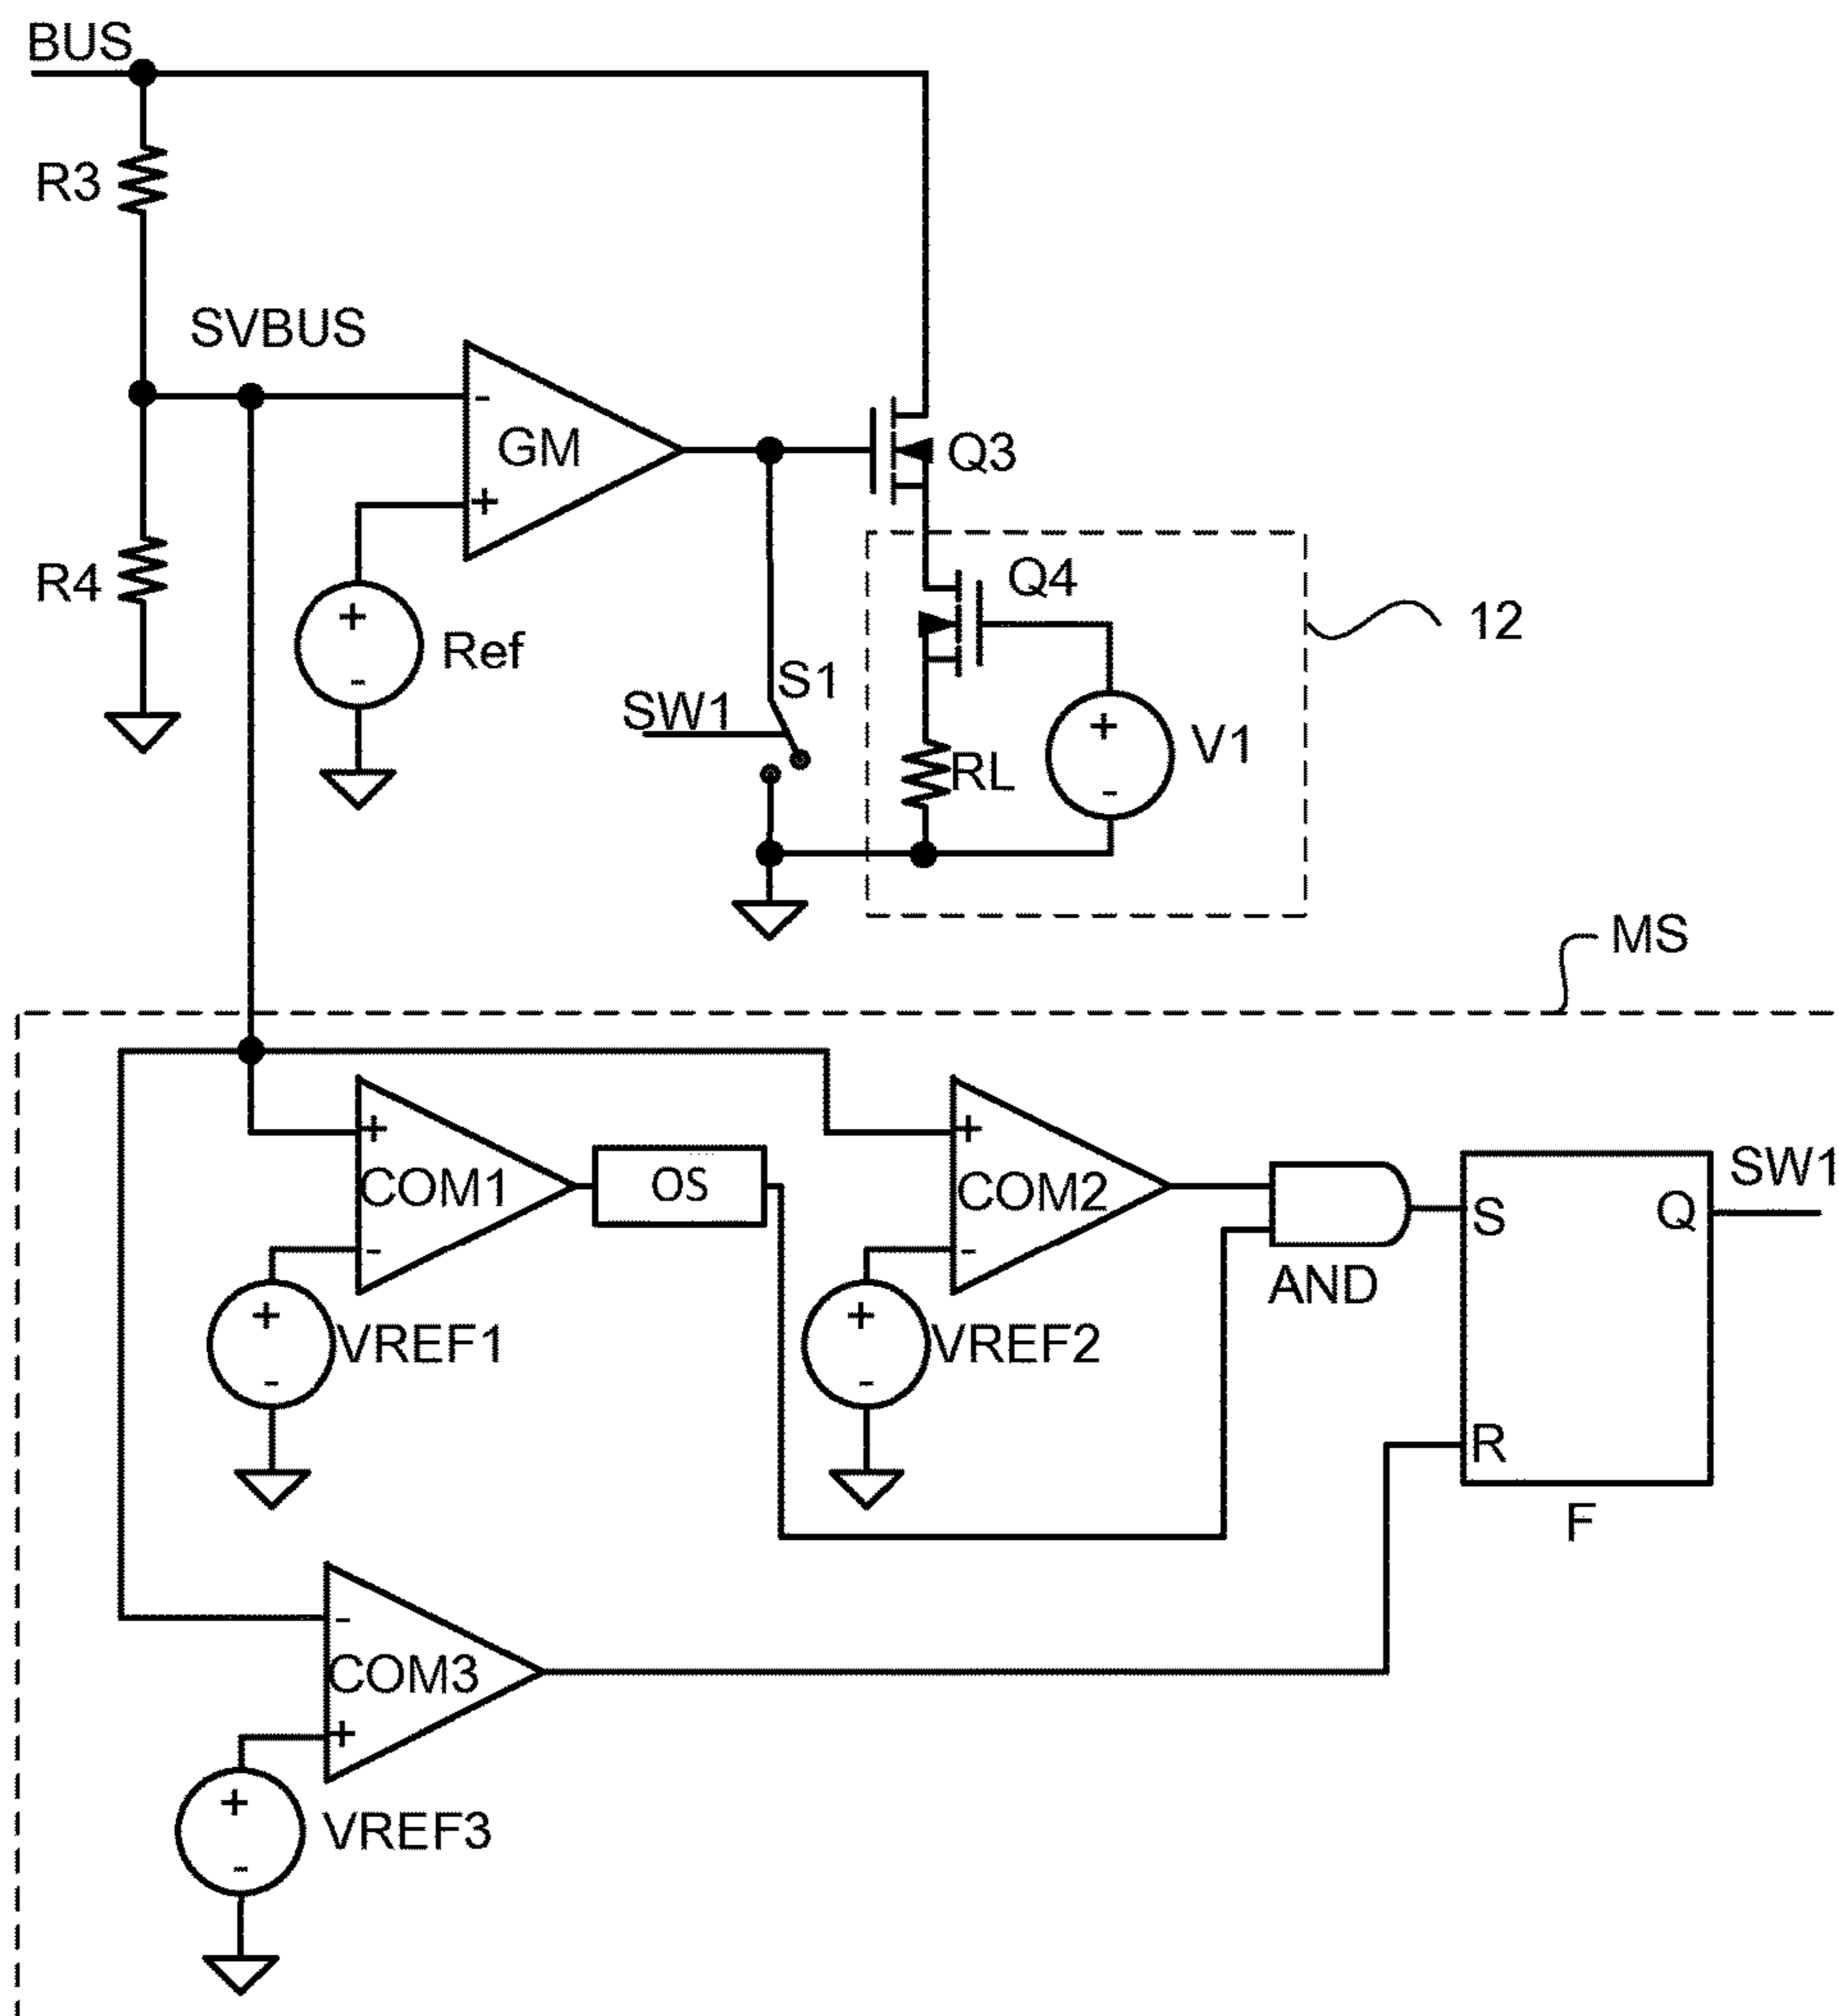 BUS
R3
SVBUS
-
GM
+
Q3
R4
+
Ref
-
Q4
12
S1
SW1
RL
+
V1
-
MS
+
COM1
-
OS
+
COM2
-
AND
S
Q
SW1
R
F
+
VREF1
-
+
VREF2
-
-
COM3
+
+
VREF3
-